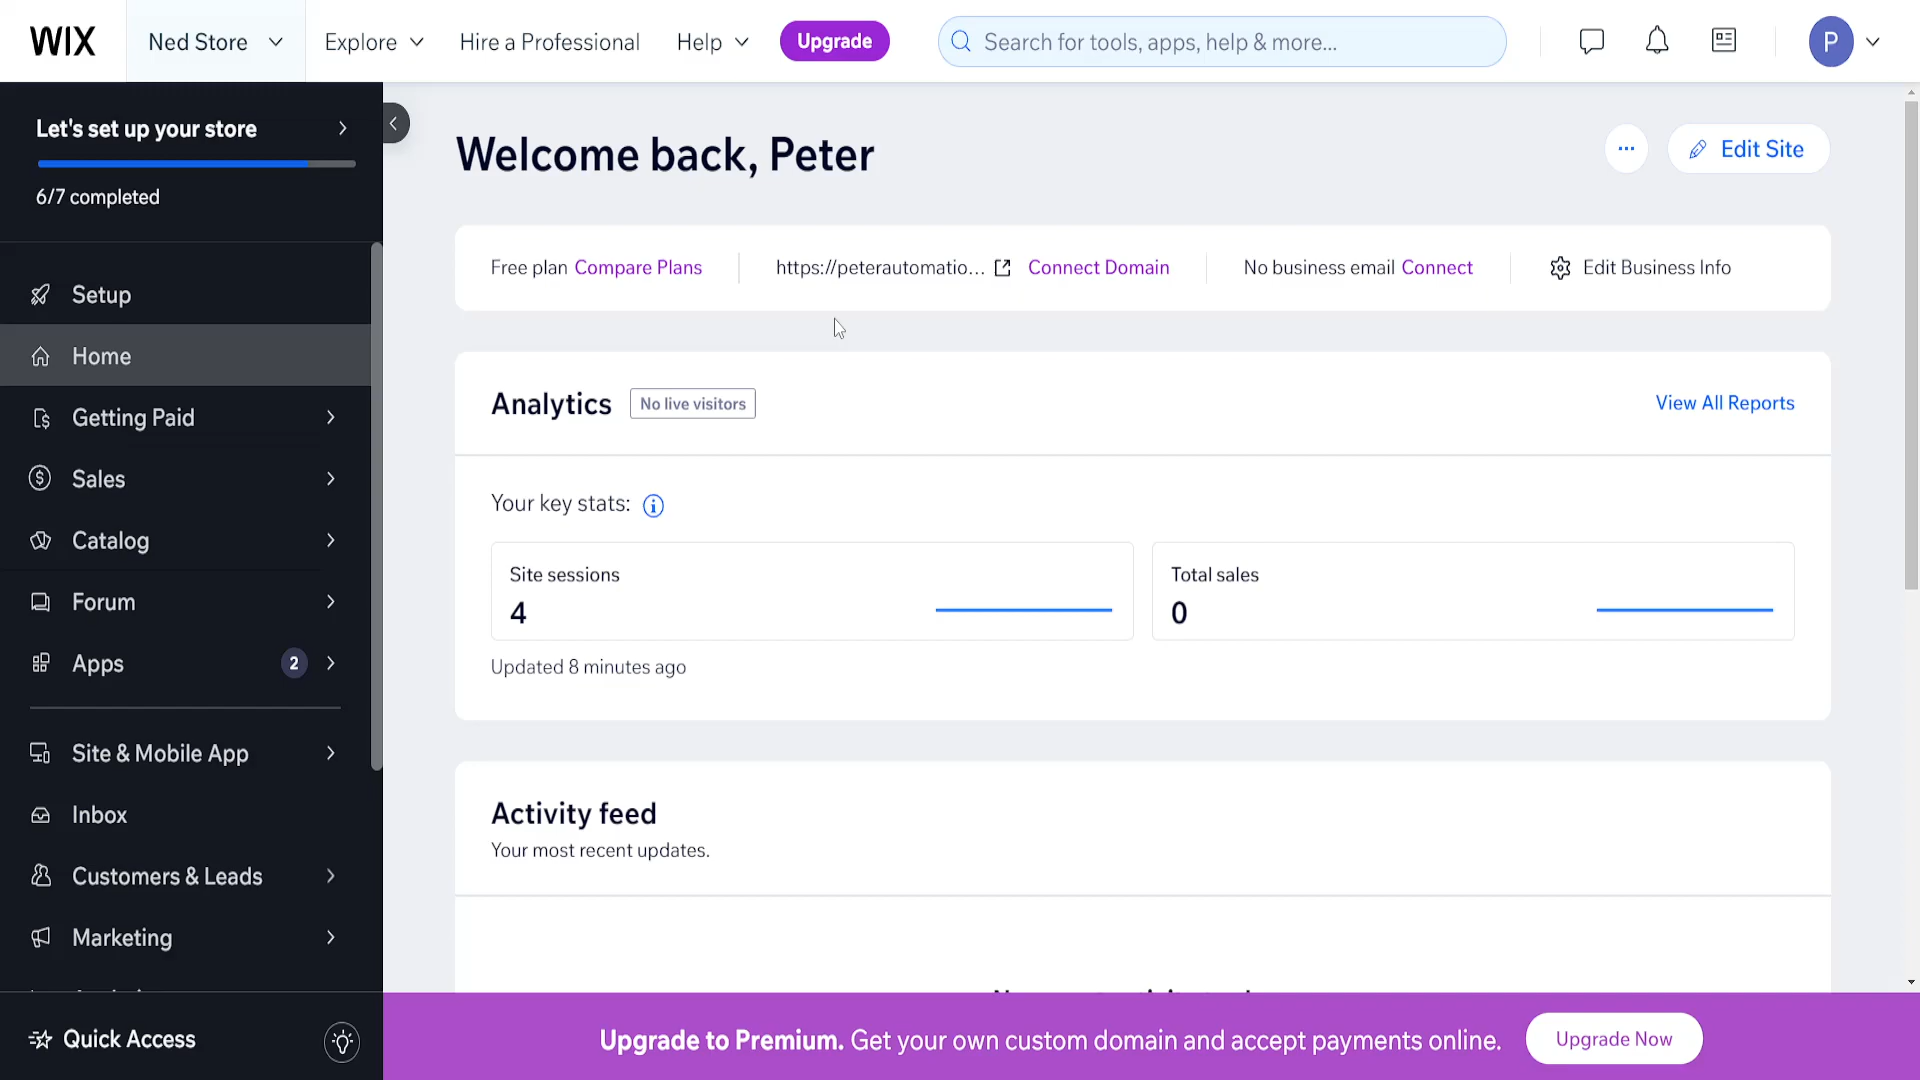 WIX
Ned Store
Explore
Hire a Professional
Help
Upgrade
Search for tools, apps, help & more...
P
Let's set up your store
6/7 completed
Setup
Home
Getting Paid
Sales
Catalog
Forum
Apps
2
Site & Mobile App
Inbox
Customers & Leads
Marketing
Quick Access
Welcome back, Peter
Edit Site
Free plan Compare Plans
https://peterautomatio...
Connect Domain
No business email Connect
Edit Business Info
Analytics
No live visitors
View All Reports
Your key stats:
Site sessions
4
Total sales
0
Updated 8 minutes ago
Activity feed
Your most recent updates.
Upgrade to Premium. Get your own custom domain and accept payments online.
Upgrade Now